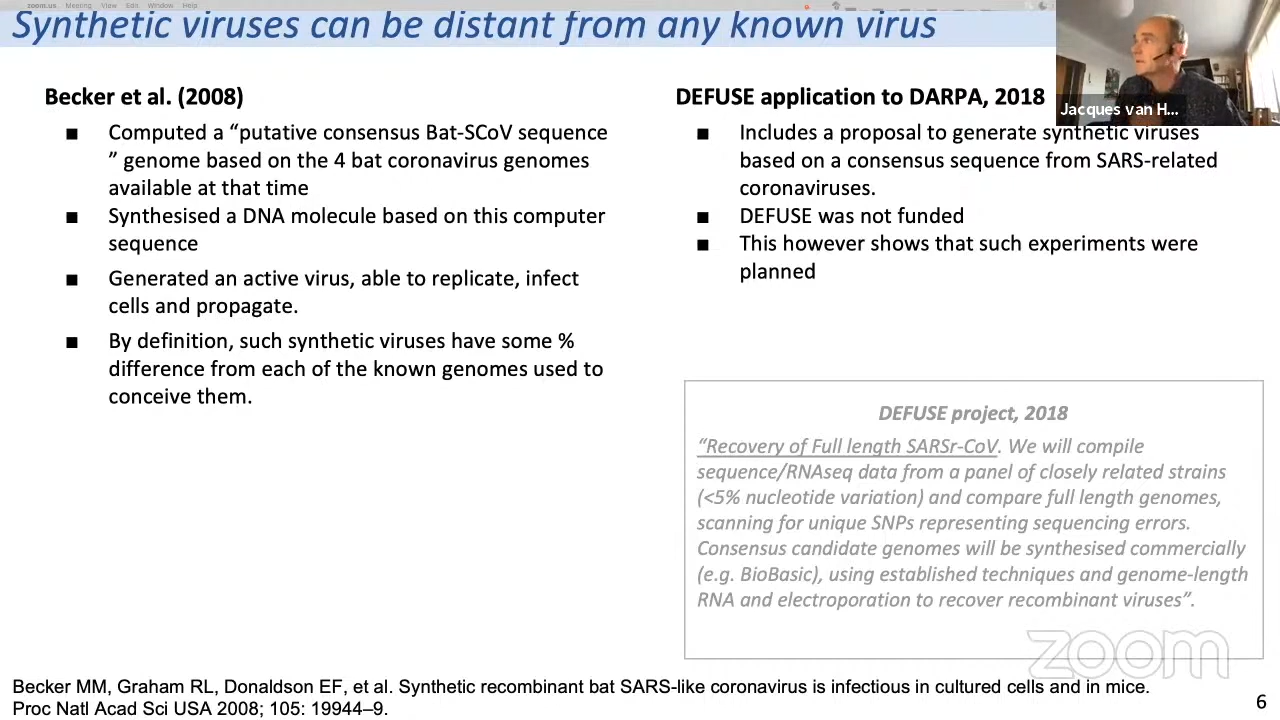 zoom.us Meeting View Edit Window Help
Synthetic viruses can be distant from any known virus
Jacques van H...
Becker et al. (2008)
■ Computed a “putative consensus Bat-SCoV sequence
” genome based on the 4 bat coronavirus genomes
available at that time
■ Synthesised a DNA molecule based on this computer
sequence
■ Generated an active virus, able to replicate, infect
cells and propagate.
■ By definition, such synthetic viruses have some %
difference from each of the known genomes used to
conceive them.
DEFUSE application to DARPA, 2018
■ Includes a proposal to generate synthetic viruses
based on a consensus sequence from SARS-related
coronaviruses.
■ DEFUSE was not funded
■ This however shows that such experiments were
planned
DEFUSE project, 2018
“Recovery of Full length SARSr-CoV. We will compile
sequence/RNAseq data from a panel of closely related strains
(<5% nucleotide variation) and compare full length genomes,
scanning for unique SNPs representing sequencing errors.
Consensus candidate genomes will be synthesised commercially
(e.g. BioBasic), using established techniques and genome-length
RNA and electroporation to recover recombinant viruses”.
zoom
Becker MM, Graham RL, Donaldson EF, et al. Synthetic recombinant bat SARS-like coronavirus is infectious in cultured cells and in mice.
Proc Natl Acad Sci USA 2008; 105: 19944–9.
6